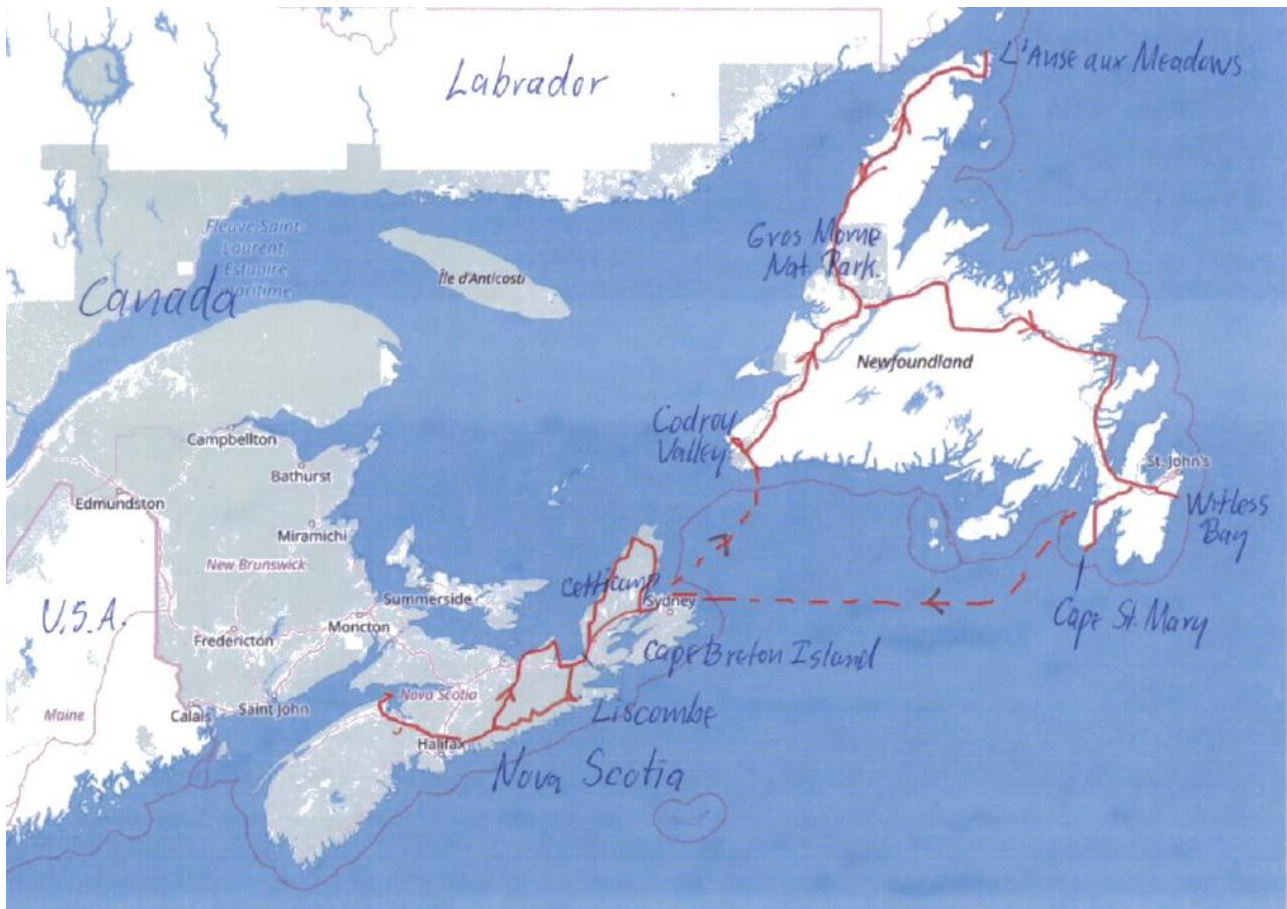 L'Anse aux Meadows
Labrador
Fleuve Saint-
Laurent
Estuaire
maritime
Gros Morne
Nat. Park.
Canada
Île d'Anticosti
Newfoundland
Codroy
Valley
Campbellton
St. John's
Bathurst
Edmundston
Witless
Bay
Miramichi
New Brunswick
Summerside
Sydney
U.S.A.
Moncton
Cape St. Mary
Fredericton
Cape Breton Island
Nova Scotia
Saint John
Maine
Calais
Liscombe
Halifax
Nova Scotia